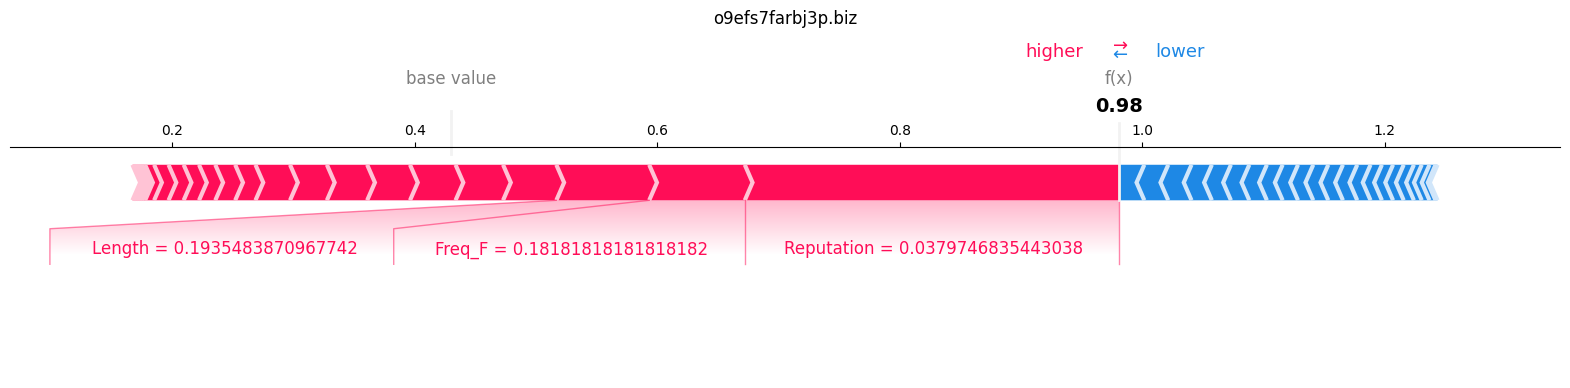 o9efs7farbj3p.biz
higher ⇄ lower
base value f(x)
0.98
0.2 0.4 0.6 0.8 1.0 1.2
Length = 0.1935483870967742 Freq_F = 0.18181818181818182 Reputation = 0.0379746835443038